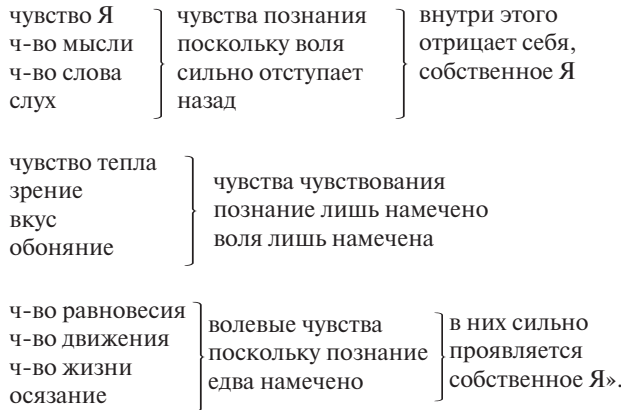 чувство Я
ч-во мысли
ч-во слова
слух
чувства познания
поскольку воля
сильно отступает
назад
внутри этого
отрицает себя,
собственное Я
чувство тепла
зрение
вкус
обоняние
чувства чувствования
познание лишь намечено
воля лишь намечена
ч-во равновесия
ч-во движения
ч-во жизни
осязание
волевые чувства
поскольку познание
едва намечено
в них сильно
проявляется
собственное Я».